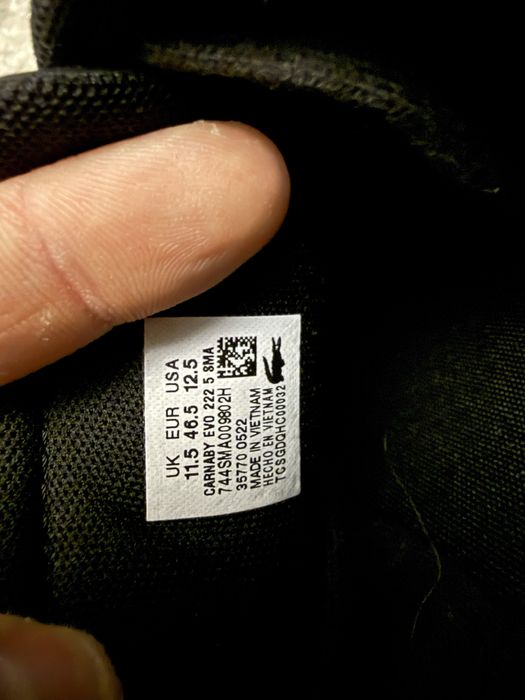 UK EUR USA
11.5 46.5 12.5
CARNABY EVO 222 5 SMA
744SMA009802H
35770 0522
MADE IN VIETNAM
HECHO EN VIETNAM
TCSGDQHC00032